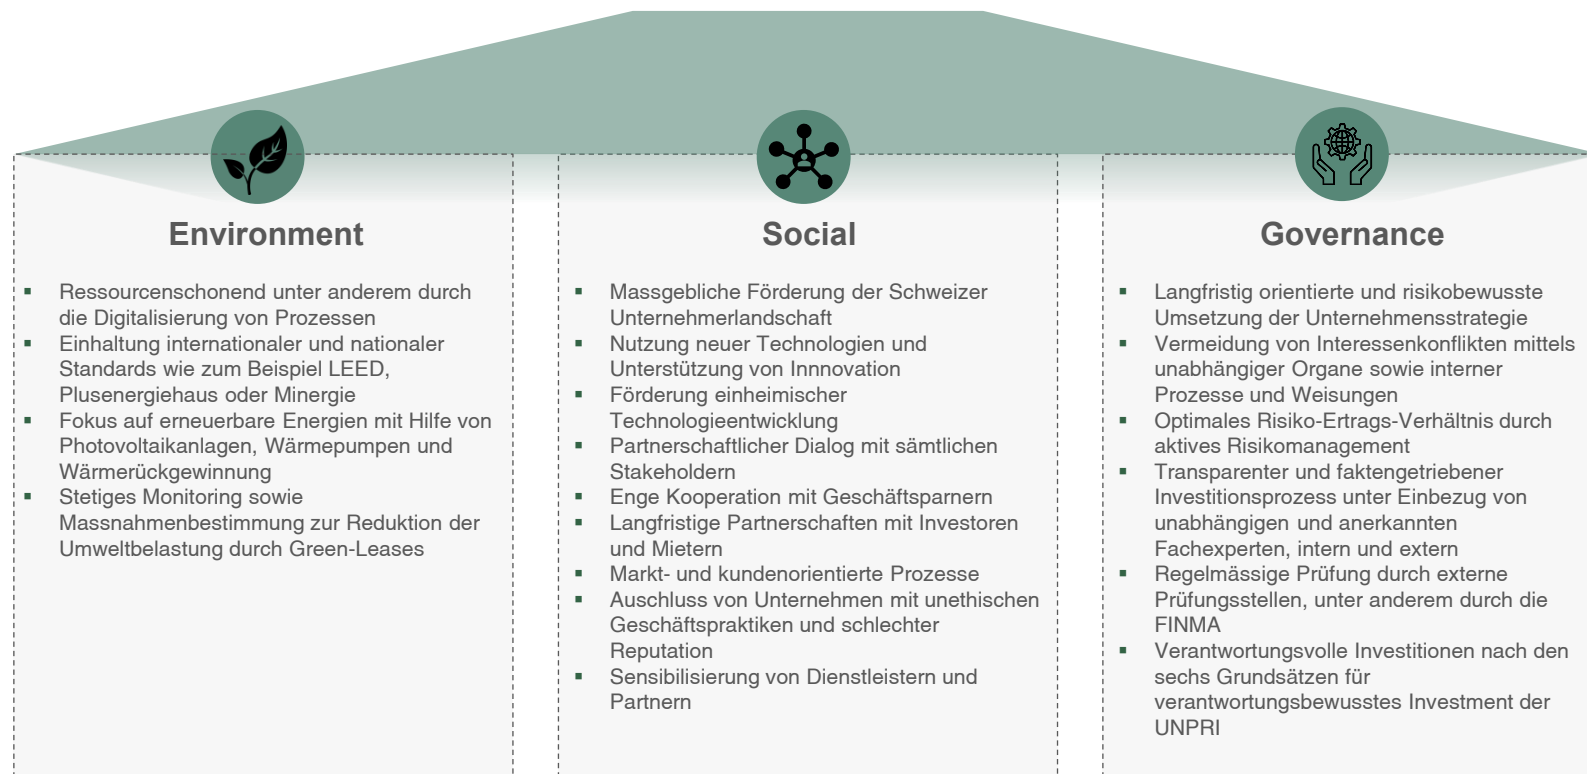 Environment
▪ Ressourcenschonend unter anderem durch
die Digitalisierung von Prozessen
▪ Einhaltung internationaler und nationaler
Standards wie zum Beispiel LEED,
Plusenergiehaus oder Minergie
▪ Fokus auf erneuerbare Energien mit Hilfe von
Photovoltaikanlagen, Wärmepumpen und
Wärmerückgewinnung
▪ Stetiges Monitoring sowie
Massnahmenbestimmung zur Reduktion der
Umweltbelastung durch Green-Leases
Social
▪ Massgebliche Förderung der Schweizer
Unternehmerlandschaft
▪ Nutzung neuer Technologien und
Unterstützung von Innnovation
▪ Förderung einheimischer
Technologieentwicklung
▪ Partnerschaftlicher Dialog mit sämtlichen
Stakeholdern
▪ Enge Kooperation mit Geschäftsparnern
▪ Langfristige Partnerschaften mit Investoren
und Mietern
▪ Markt- und kundenorientierte Prozesse
▪ Auschluss von Unternehmen mit unethischen
Geschäftspraktiken und schlechter
Reputation
▪ Sensibilisierung von Dienstleistern und
Partnern
Governance
▪ Langfristig orientierte und risikobewusste
Umsetzung der Unternehmensstrategie
▪ Vermeidung von Interessenkonflikten mittels
unabhängiger Organe sowie interner
Prozesse und Weisungen
▪ Optimales Risiko-Ertrags-Verhältnis durch
aktives Risikomanagement
▪ Transparenter und faktengetriebener
Investitionsprozess unter Einbezug von
unabhängigen und anerkannten
Fachexperten, intern und extern
▪ Regelmässige Prüfung durch externe
Prüfungsstellen, unter anderem durch die
FINMA
▪ Verantwortungsvolle Investitionen nach den
sechs Grundsätzen für
verantwortungsbewusstes Investment der
UNPRI